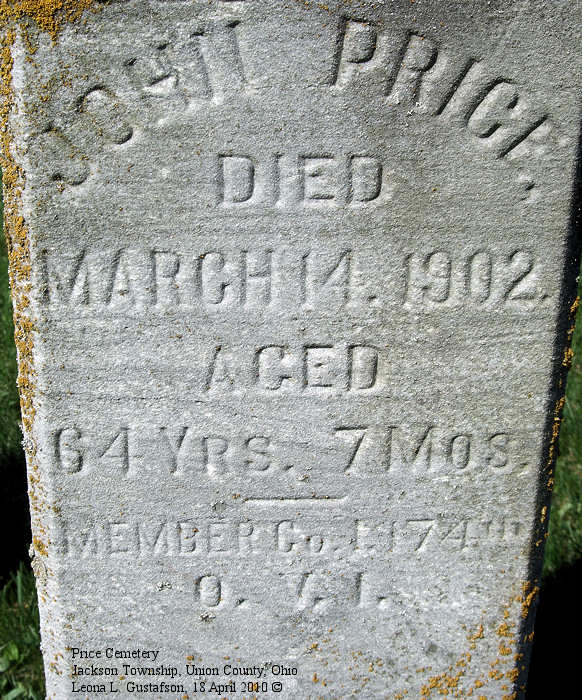 JOHN PRICE,
DIED
MARCH 14. 1902.
AGED
64 YRS. 7 MOS.
MEMBER CO. I. 174TH
O. V. I.
Price Cemetery
Jackson Township, Union County, Ohio
Leona L. Gustafson, 18 April 2010 ©